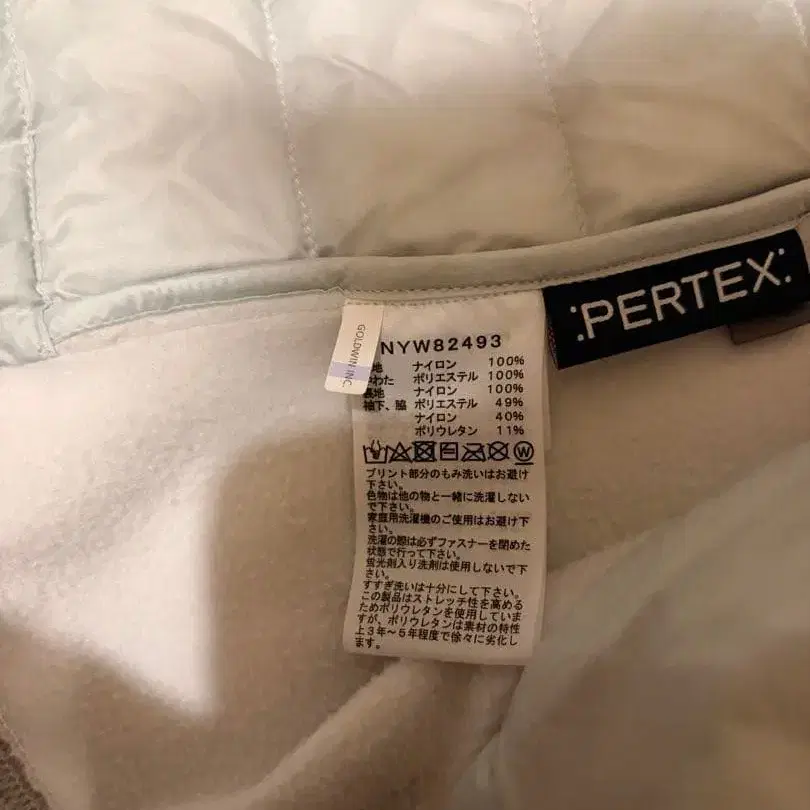 :PERTEX:
GOLDWIN INC.
NYW82493
地 ナイロン 100%
わた ポリエステル 100%
裏地 ナイロン 100%
袖下、脇 ポリエステル 49%
ナイロン 40%
ポリウレタン 11%
W
プリント部分のもみ洗いはお避け
下さい。
色物は他の物と一緒に洗濯しない
で下さい。
家庭用洗濯機のご使用はお避け下
さい。
洗濯の際は必ずファスナーを閉めた
状態で行って下さい。
蛍光剤入り洗剤は使用しないで下
さい。
すすぎ洗いは十分にして下さい。
この製品はストレッチ性を高める
ためポリウレタンを使用していま
すが、ポリウレタンは素材の特性
上3年〜5年程度で徐々に劣化し
ます。